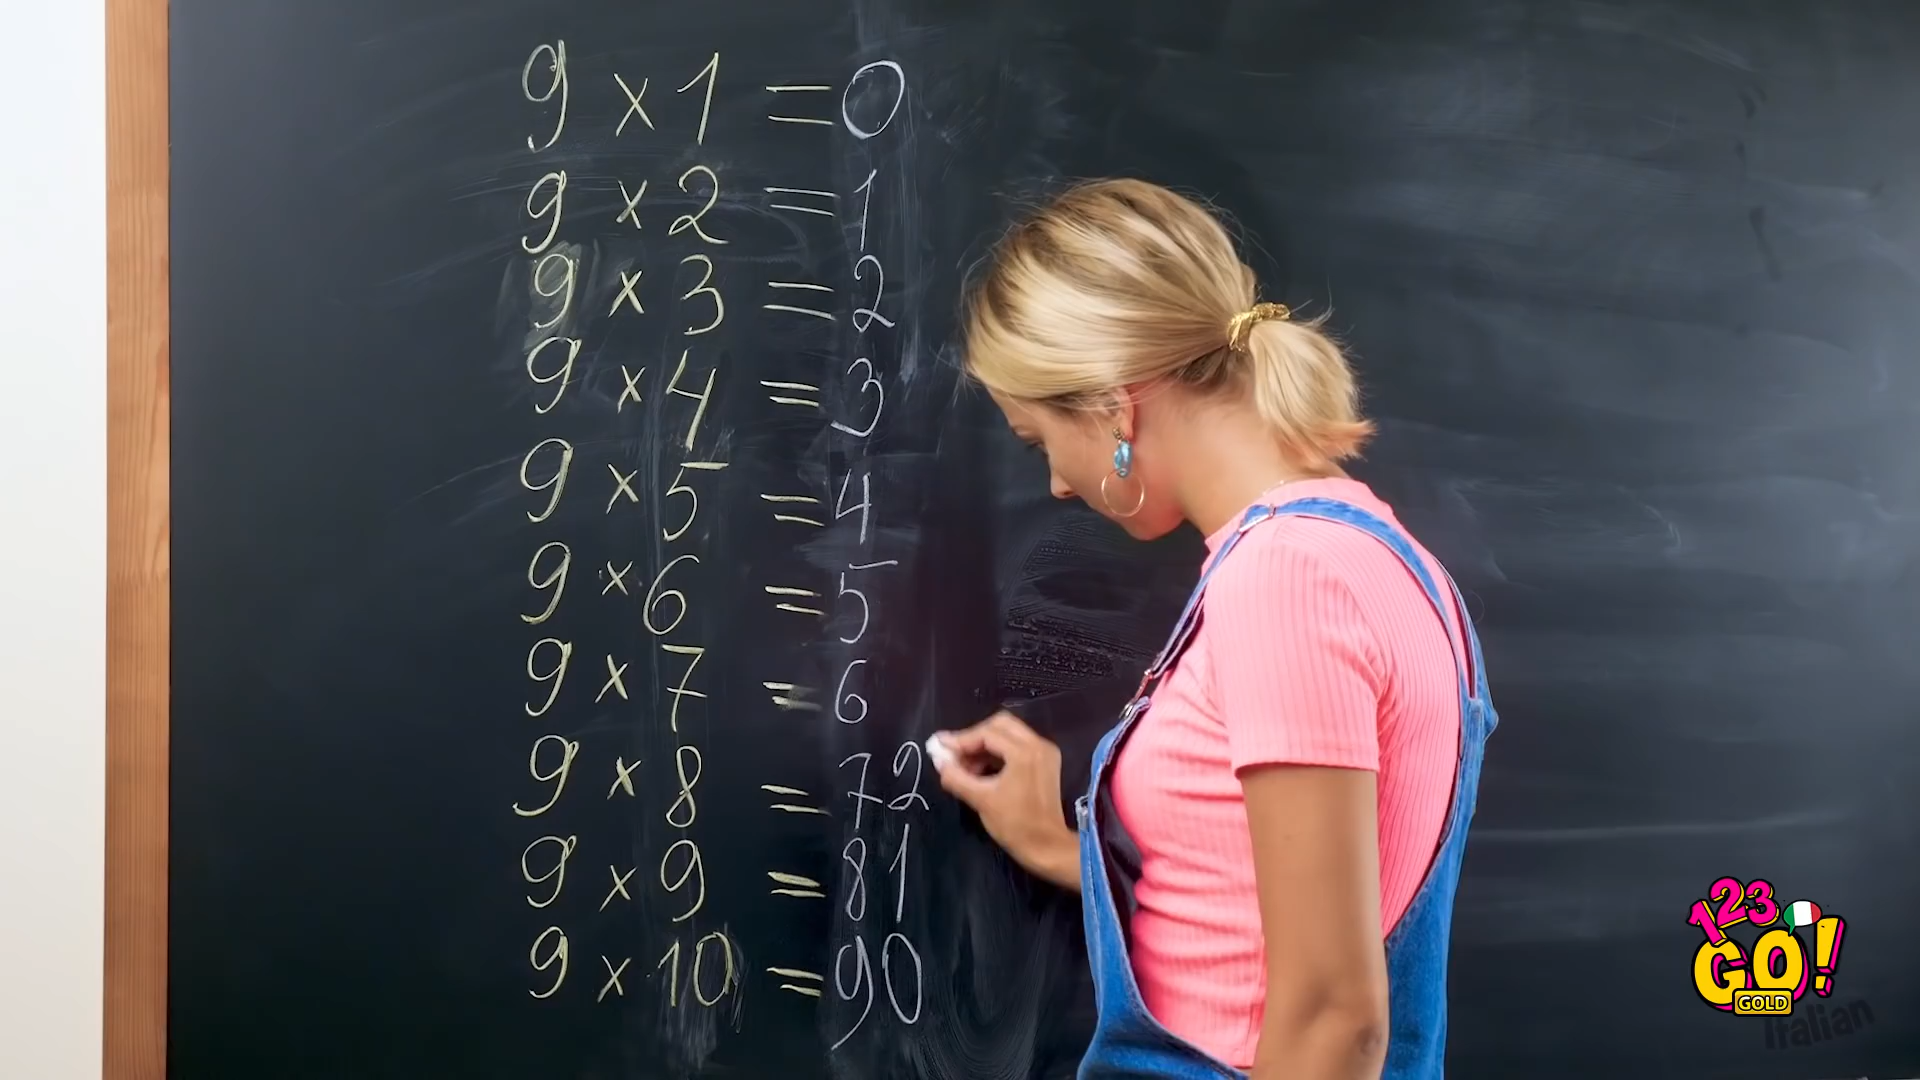 9 × 1 = 0
9 × 2 = 1
9 × 3 = 2
9 × 4 = 3
9 × 5 = 4
9 × 6 = 5
9 × 7 = 6
9 × 8 = 72
9 × 9 = 81
9 × 10 = 90
123
GO!
GOLD
Italian